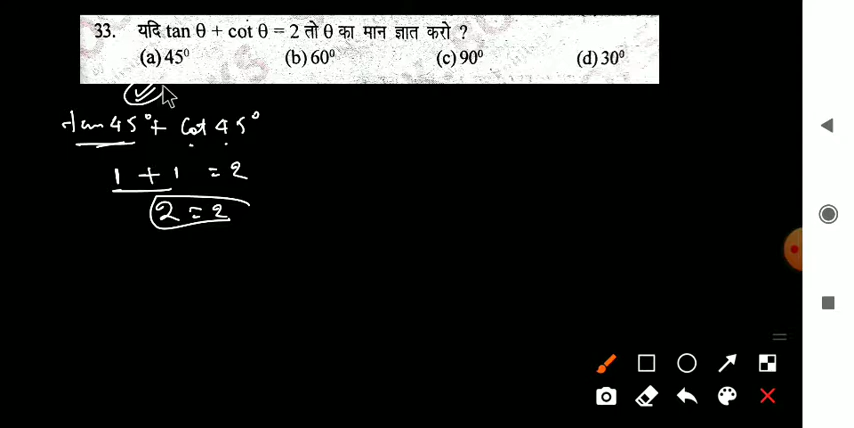 33. यदि tan θ + cot θ = 2 तो θ का मान ज्ञात करो ?
(a) 45⁰ (b) 60⁰ (c) 90⁰ (d) 30⁰
tan 45° + cot 45°
1 + 1 = 2
2 = 2